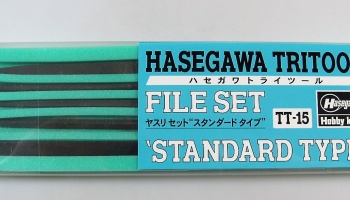 HASEGAWA TRITOO
ハセガワトライツール
FILE SET
ヤスリ セット“スタンダード タイプ”
TT-15
Hasega
Hobby k
'STANDARD TYPE